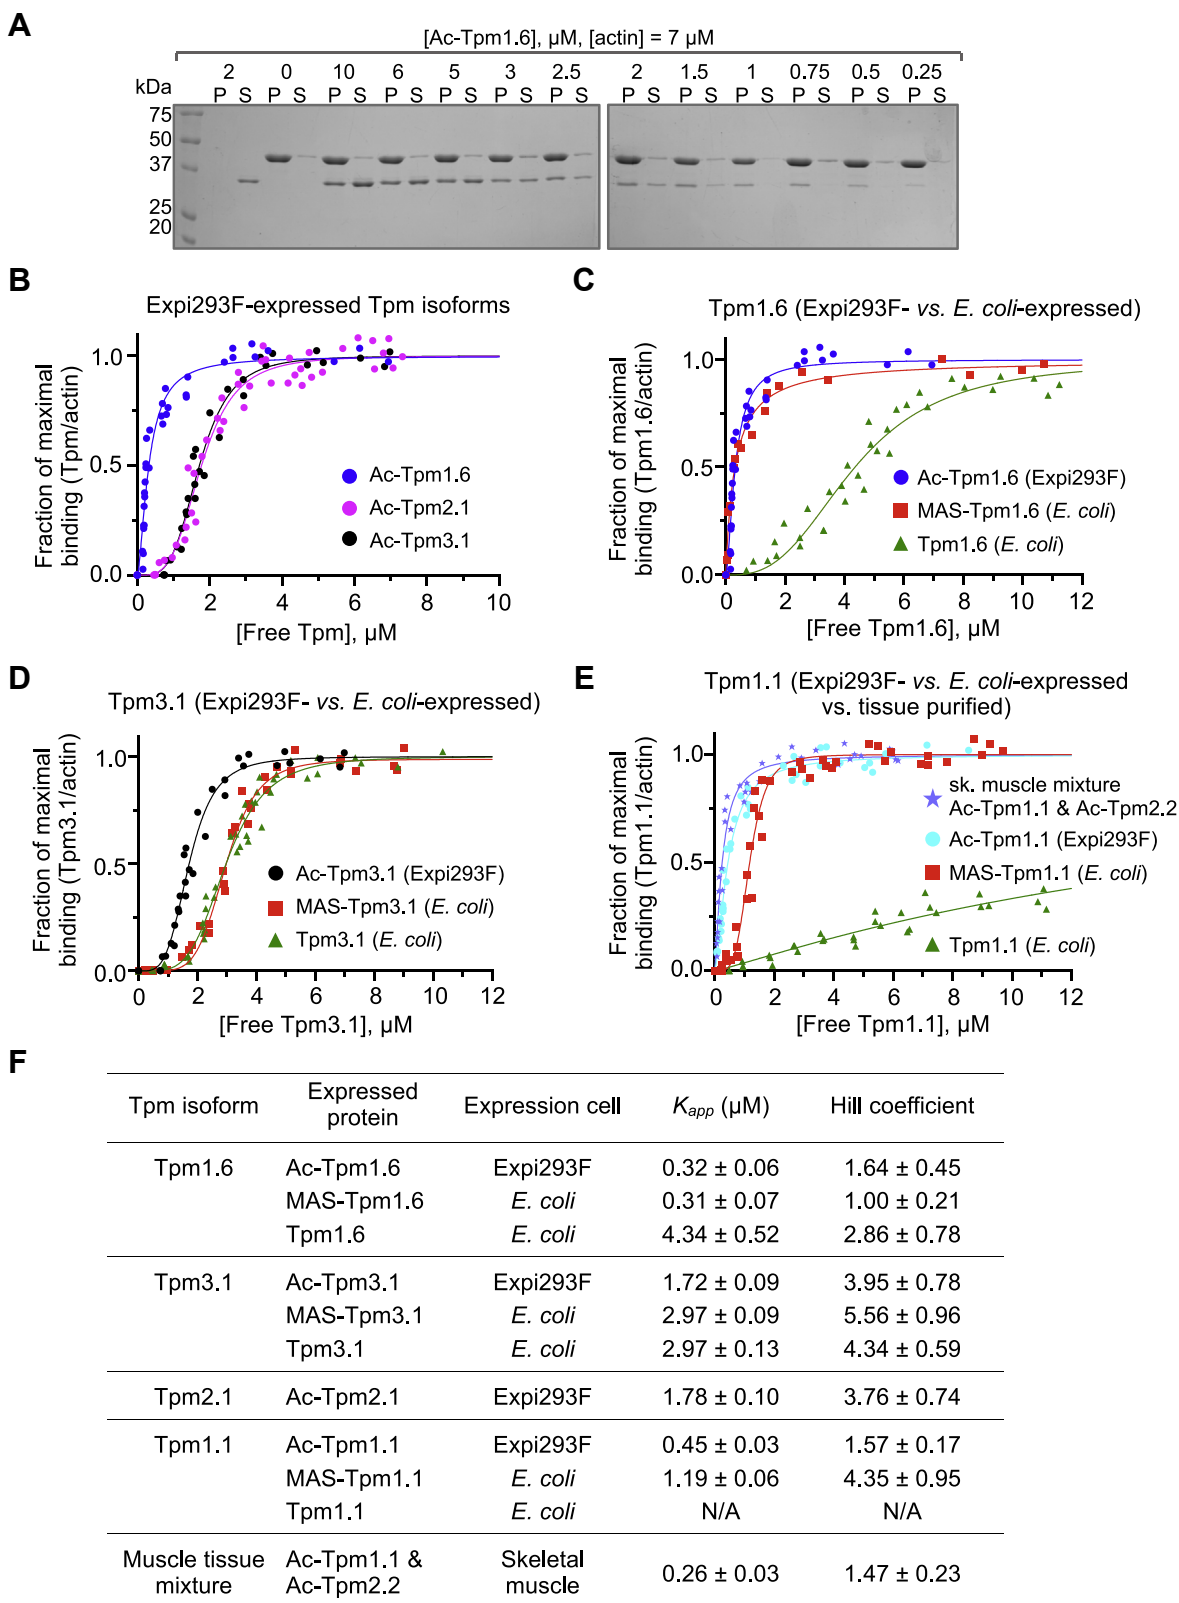 A
[Ac-Tpm1.6], µM, [actin] = 7 µM
2 0 10 6 5 3 2.5 2 1.5 1 0.75 0.5 0.25
kDa P S P S P S P S P S P S P S P S P S P S P S P S P S
75
50
37
25
20
B
Expi293F-expressed Tpm isoforms
Fraction of maximal
binding (Tpm/actin)
1.0
0.5
0.0
Ac-Tpm1.6
Ac-Tpm2.1
Ac-Tpm3.1
0 2 4 6 8 10
[Free Tpm], µM
C
Tpm1.6 (Expi293F- vs. E. coli-expressed)
Fraction of maximal
binding (Tpm1.6/actin)
1.0
0.5
0.0
Ac-Tpm1.6 (Expi293F)
MAS-Tpm1.6 (E. coli)
Tpm1.6 (E. coli)
0 2 4 6 8 10 12
[Free Tpm1.6], µM
D
Tpm3.1 (Expi293F- vs. E. coli-expressed)
Fraction of maximal
binding (Tpm3.1/actin)
1.0
0.5
0.0
Ac-Tpm3.1 (Expi293F)
MAS-Tpm3.1 (E. coli)
Tpm3.1 (E. coli)
0 2 4 6 8 10 12
[Free Tpm3.1], µM
E
Tpm1.1 (Expi293F- vs. E. coli-expressed
vs. tissue purified)
Fraction of maximal
binding (Tpm1.1/actin)
1.0
0.5
0.0
sk. muscle mixture
Ac-Tpm1.1 & Ac-Tpm2.2
Ac-Tpm1.1 (Expi293F)
MAS-Tpm1.1 (E. coli)
Tpm1.1 (E. coli)
0 2 4 6 8 10 12
[Free Tpm1.1], µM
F
Tpm isoform Expressed protein Expression cell Kapp (µM) Hill coefficient
Tpm1.6 Ac-Tpm1.6 Expi293F 0.32 ± 0.06 1.64 ± 0.45
MAS-Tpm1.6 E. coli 0.31 ± 0.07 1.00 ± 0.21
Tpm1.6 E. coli 4.34 ± 0.52 2.86 ± 0.78
Tpm3.1 Ac-Tpm3.1 Expi293F 1.72 ± 0.09 3.95 ± 0.78
MAS-Tpm3.1 E. coli 2.97 ± 0.09 5.56 ± 0.96
Tpm3.1 E. coli 2.97 ± 0.13 4.34 ± 0.59
Tpm2.1 Ac-Tpm2.1 Expi293F 1.78 ± 0.10 3.76 ± 0.74
Tpm1.1 Ac-Tpm1.1 Expi293F 0.45 ± 0.03 1.57 ± 0.17
MAS-Tpm1.1 E. coli 1.19 ± 0.06 4.35 ± 0.95
Tpm1.1 E. coli N/A N/A
Muscle tissue mixture Ac-Tpm1.1 & Ac-Tpm2.2 Skeletal muscle 0.26 ± 0.03 1.47 ± 0.23